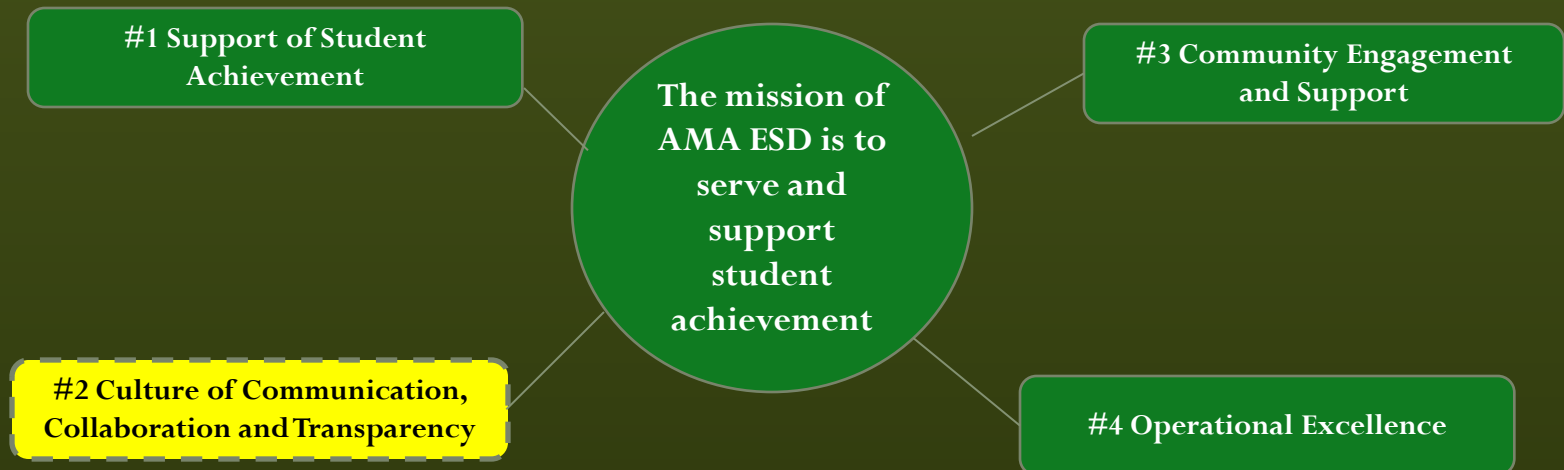 #1 Support of Student
Achievement
The mission of
AMA ESD is to
serve and
support
student
achievement
#3 Community Engagement
and Support
#2 Culture of Communication,
Collaboration and Transparency
#4 Operational Excellence